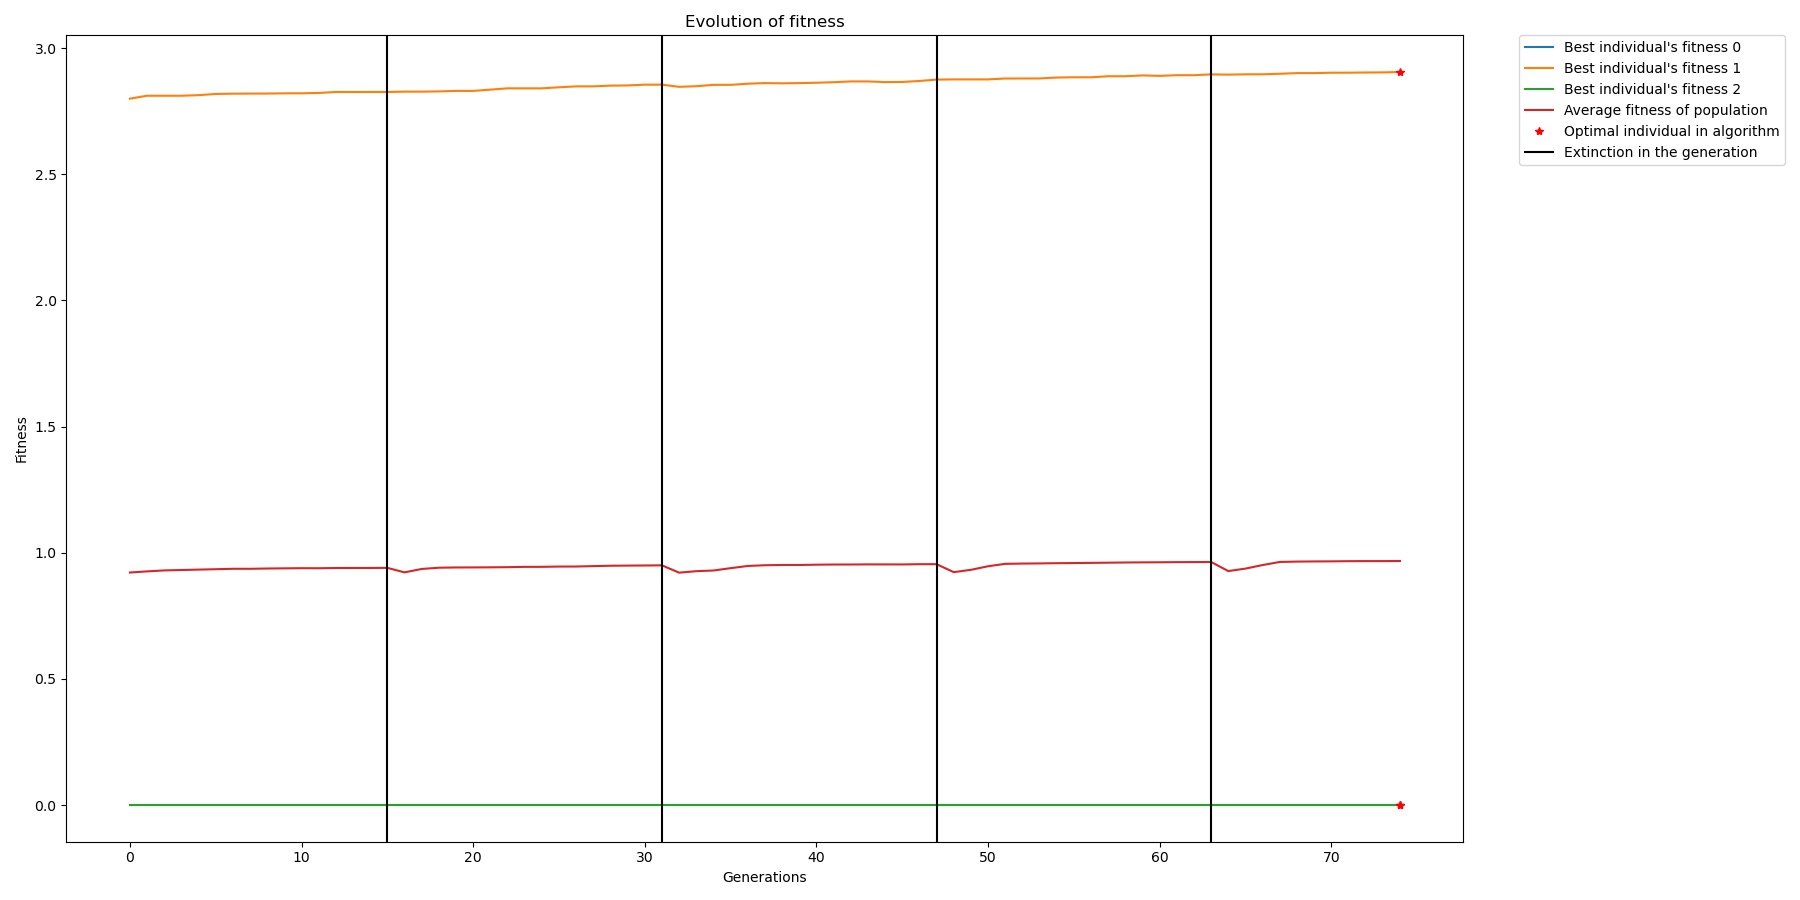 Evolution of fitness
3.0
2.5
2.0
1.5
1.0
0.5
0.0
Fitness
0 10 20 30 40 50 60 70
Generations
Best individual's fitness 0
Best individual's fitness 1
Best individual's fitness 2
Average fitness of population
Optimal individual in algorithm
Extinction in the generation